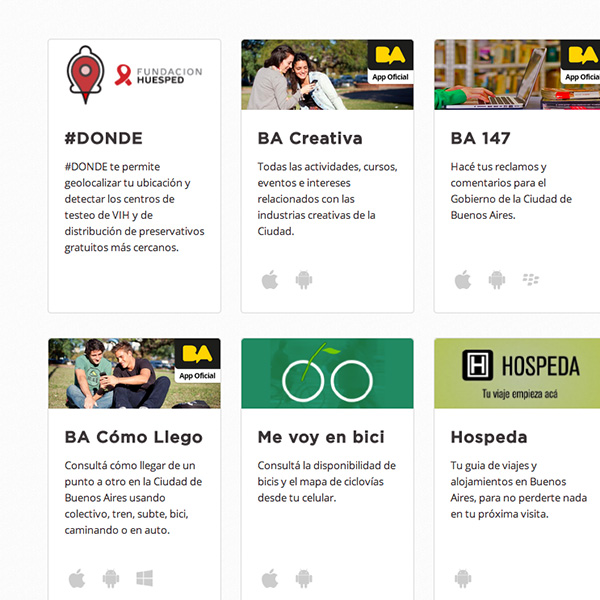 FUNDACION
HUESPED
#DONDE
#DONDE te permite
geolocalizar tu ubicación y
detectar los centros de
testeo de VIH y de
distribución de preservativos
gratuitos más cercanos.
BA
App Oficial
BA Creativa
Todas las actividades, cursos,
eventos e intereses
relacionados con las
industrias creativas de la
Ciudad.
BA
App Oficial
BA 147
Hacé tus reclamos y
comentarios para el
Gobierno de la Ciudad de
Buenos Aires.
BA
App Oficial
BA Cómo Llego
Consultá cómo llegar de un
punto a otro en la Ciudad de
Buenos Aires usando
colectivo, tren, subte, bici,
caminando o en auto.
Me voy en bici
Consultá la disponibilidad de
bicis y el mapa de ciclovías
desde tu celular.
H HOSPEDA
Tu viaje empieza acá
Hospeda
Tu guia de viajes y
alojamientos en Buenos
Aires, para no perderte nada
en tu próxima visita.